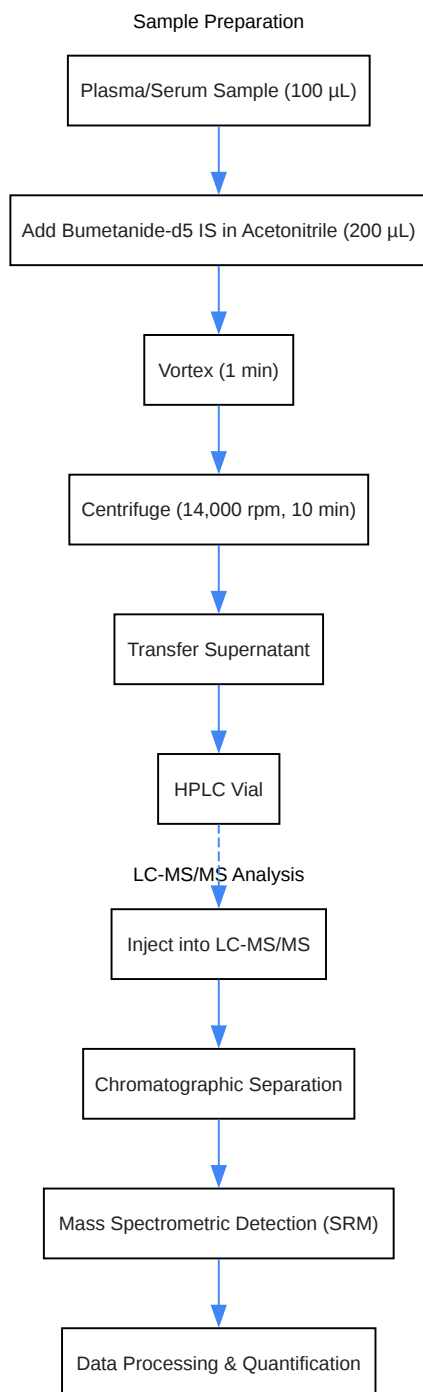 Sample Preparation
Plasma/Serum Sample (100 µL)
Add Bumetanide-d5 IS in Acetonitrile (200 µL)
Vortex (1 min)
Centrifuge (14,000 rpm, 10 min)
Transfer Supernatant
HPLC Vial
LC-MS/MS Analysis
Inject into LC-MS/MS
Chromatographic Separation
Mass Spectrometric Detection (SRM)
Data Processing & Quantification